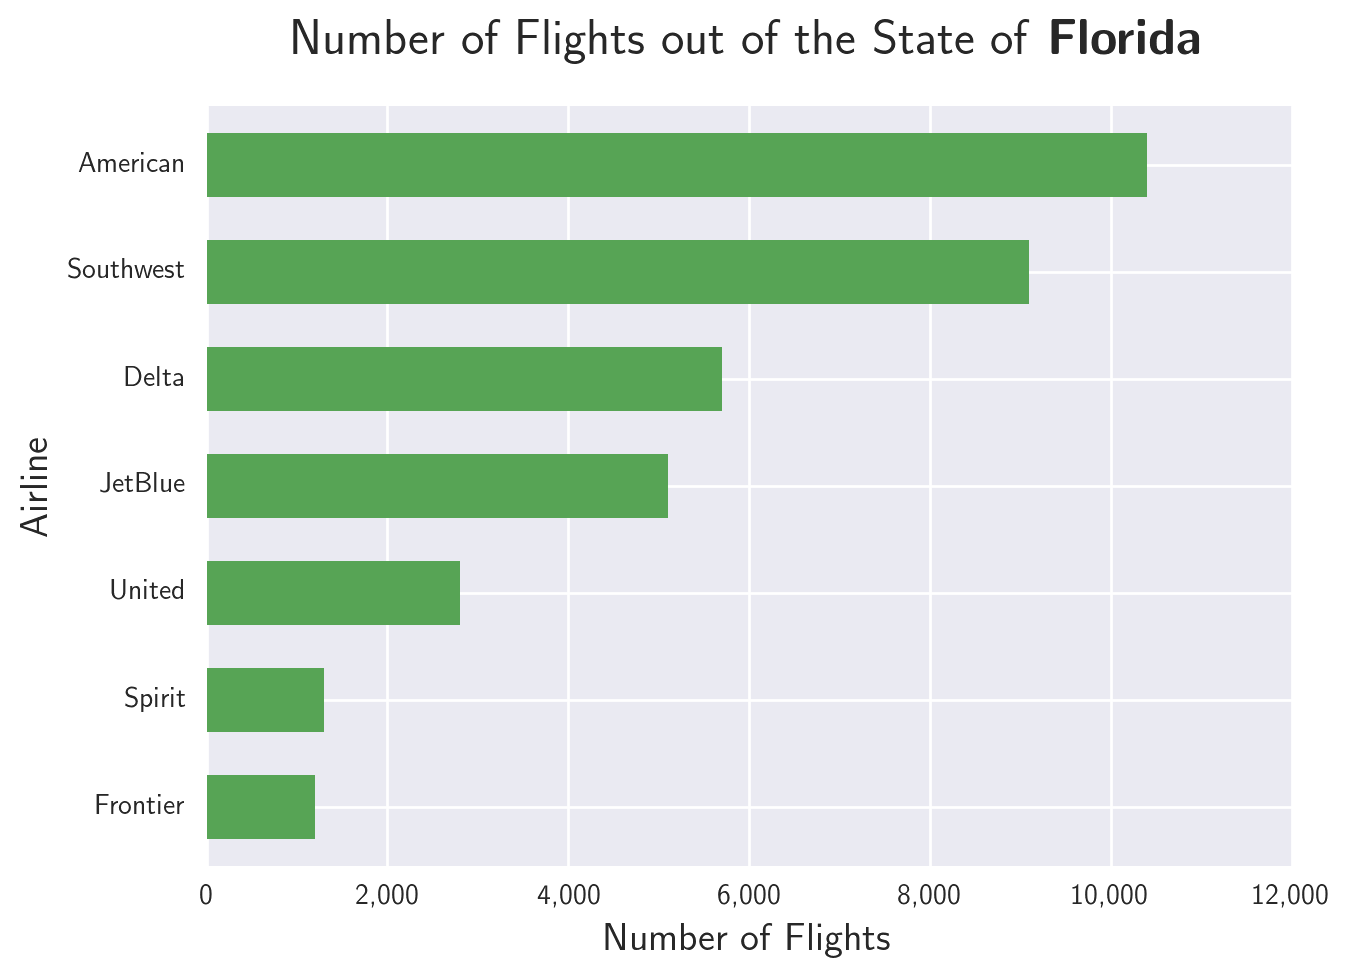 Number of Flights out of the State of Florida
American
Southwest
Delta
JetBlue
United
Spirit
Frontier
Airline
0 2,000 4,000 6,000 8,000 10,000 12,000
Number of Flights